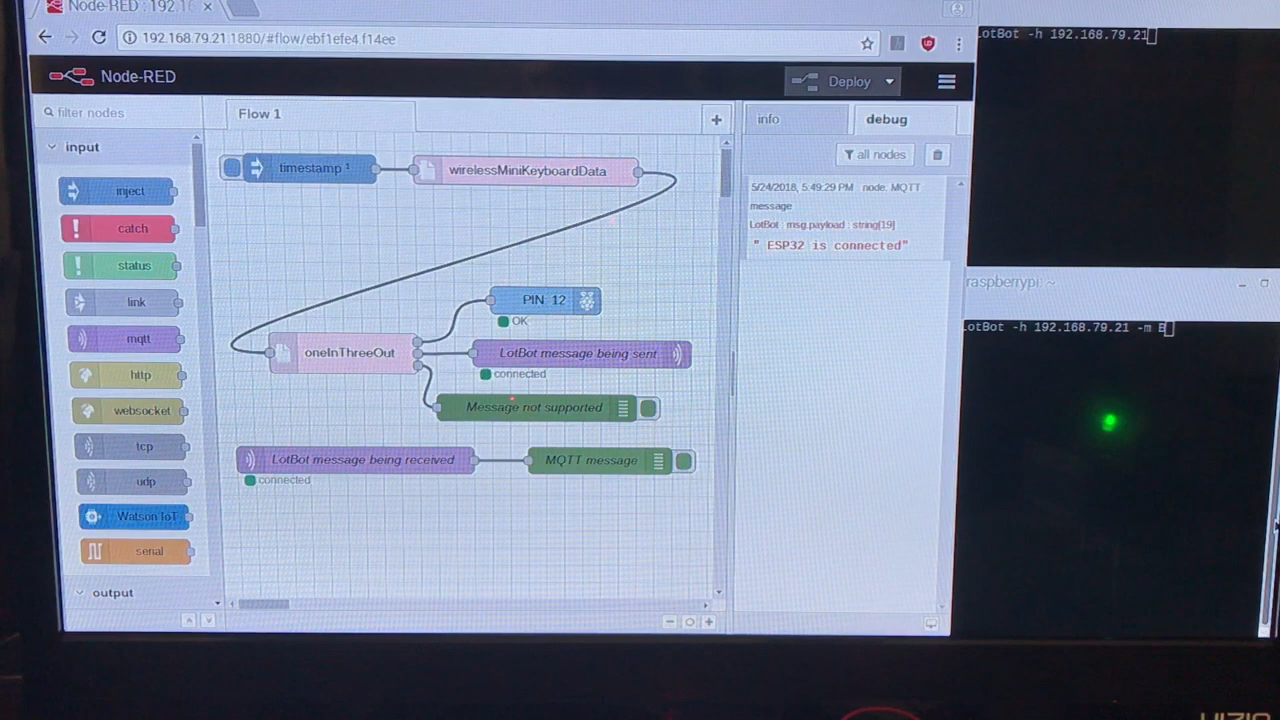 Node-RED : 192.16
192.168.79.21:1880/#flow/ebf1efe4.f14ee
Node-RED
Deploy
filter nodes
Flow 1
info
debug
all nodes
input
inject
catch
status
link
mqtt
http
websocket
tcp
udp
Watson IoT
serial
output
timestamp ¹
wirelessMiniKeyboardData
oneInThreeOut
PIN: 12
OK
LotBot message being sent
connected
Message not supported
LotBot message being received
connected
MQTT message
5/24/2018, 5:49:29 PM node: MQTT
message
LotBot : msg.payload : string[19]
" ESP32 is connected"
LotBot -h 192.168.79.21
raspberrypi: ~
LotBot -h 192.168.79.21 -m E
VIZIO